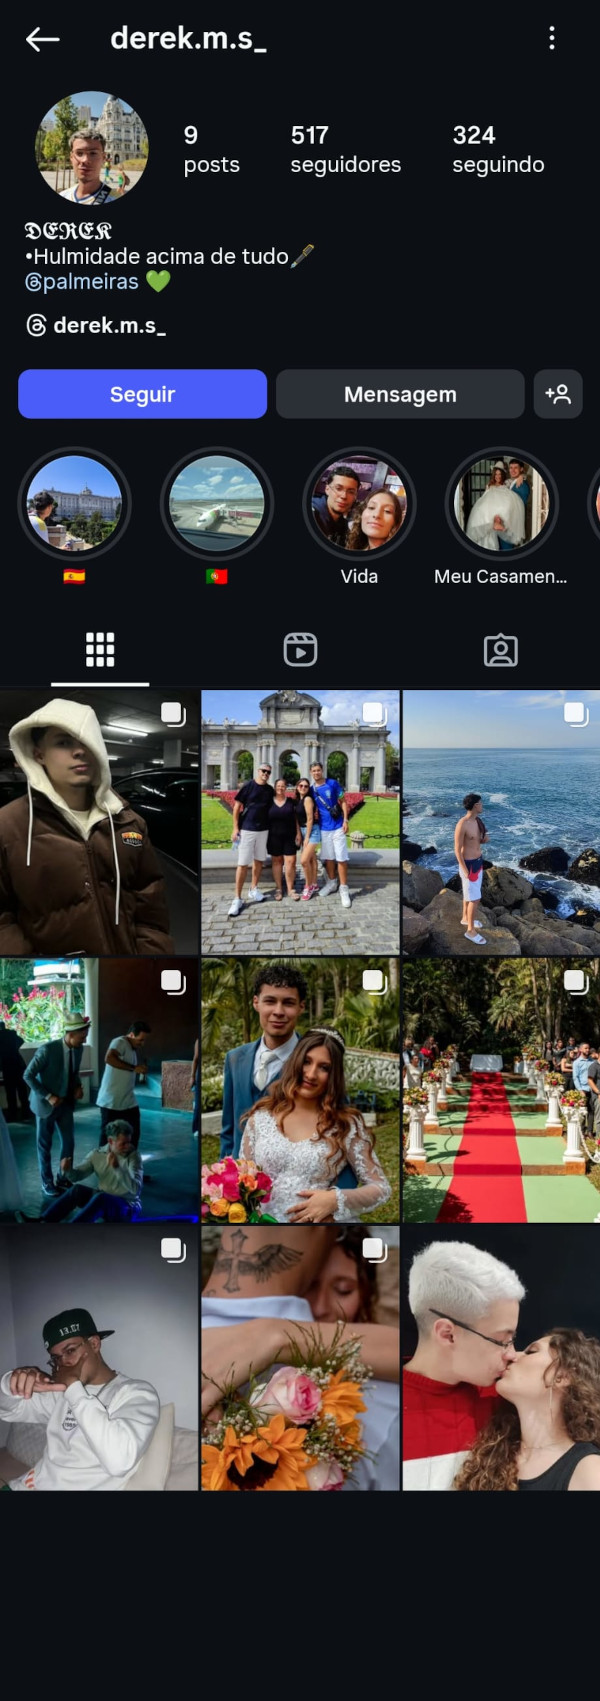 derek.m.s_
9
posts
517
seguidores
324
seguindo
𝕯𝕰𝕽𝕰𝕶
•Hulmidade acima de tudo🖋️
@palmeiras 💚
derek.m.s_
Seguir
Mensagem
🇪🇸
🇵🇹
Vida
Meu Casamen...